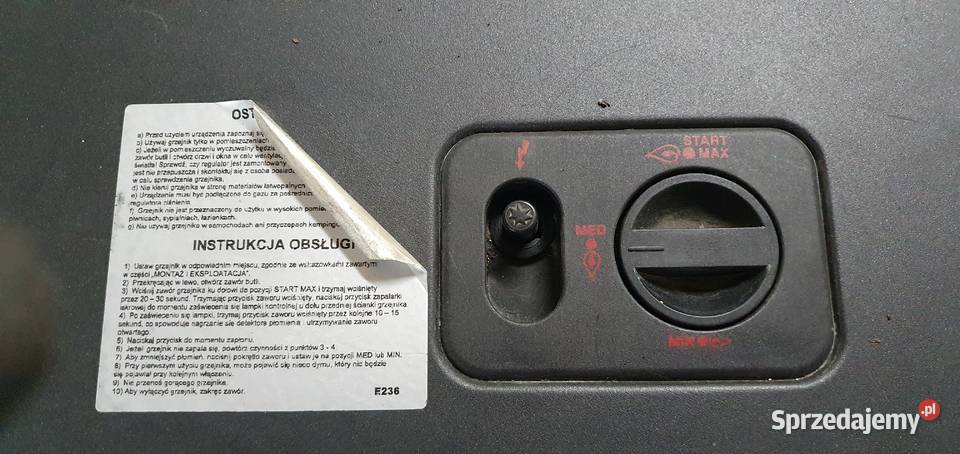 OST
a) Przed użyciem urządzenia zapoznaj się
b) Używaj grzejnik tylko w pomieszczeniach
c) Jeżeli w pomieszczeniu wyczuwalny będzie
zawór butli i otwórz drzwi i okna w celu wentylac
światła! Sprawdź, czy regulator jest zamontowany
jest nie przepuszcza i skontaktuj się z osobą posiad
w celu sprawdzenia grzejnika.
d) Nie kieruj grzejnika w stronę materiałów łatwopalnych
e) Urządzenie musi być podłączone do gazu za pośrednic
regulatora ciśnienia.
f) Grzejnik nie jest przeznaczony do użytku w wysokich pomie
piwnicach, sypialniach, łazienkach.
g) Nie używaj grzejnika w samochodach ani przyczepach kempingo
INSTRUKCJA OBSŁUGI
1) Ustaw grzejnik w odpowiednim miejscu, zgodnie ze wskazówkami zawartym
w części „MONTAŻ I EKSPLOATACJA".
2) Przekręcając w lewo, otwórz zawór butli.
3) Wciśnij zawór grzejnika ku dołowi do pozycji START MAX i trzymaj wciśnięty
przez 20 – 30 sekund. Trzymając przycisk zaworu wciśnięty, naciskaj przycisk zapalarki
iskrowej do momentu zaświecenia się lampki kontrolnej u dołu przedniej ścianki grzejnika.
4) Po zaświeceniu się lampki, trzymaj przycisk zaworu wciśnięty przez kolejne 10 – 15
sekund, co spowoduje nagrzanie się detektora płomienia i utrzymywanie zaworu
otwartego.
5) Naciskaj przycisk do momentu zapłonu.
6) Jeżeli grzejnik nie zapala się, powtórz czynności z punktów 3 - 4
7) Aby zmniejszyć płomień, naciśnij pokrętło zaworu i ustaw je na pozycji MED lub MIN.
8) Przy pierwszym użyciu grzejnika, może pojawić się nieco dymu, który nie będzie
się pojawiał przy kolejnym włączeniu.
9) Nie przenoś gorącego grzejnika.
10) Aby wyłączyć grzejnik, zakręć zawór.
E236
START
MAX
MED
MIN
Sprzedajemy.pl